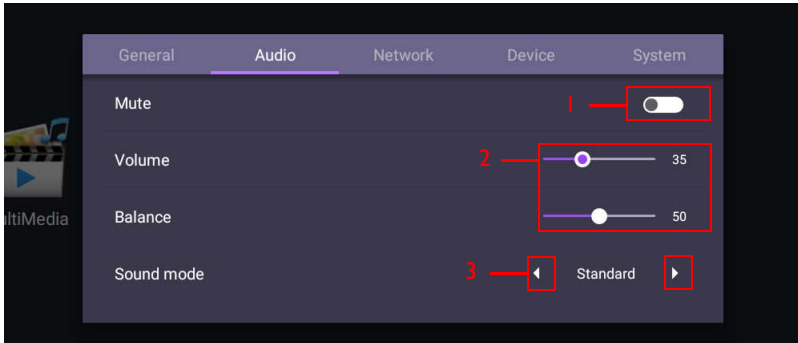 General Audio Network Device System
Mute 1
Volume 2 35
ltiMedia Balance 50
Sound mode 3 Standard